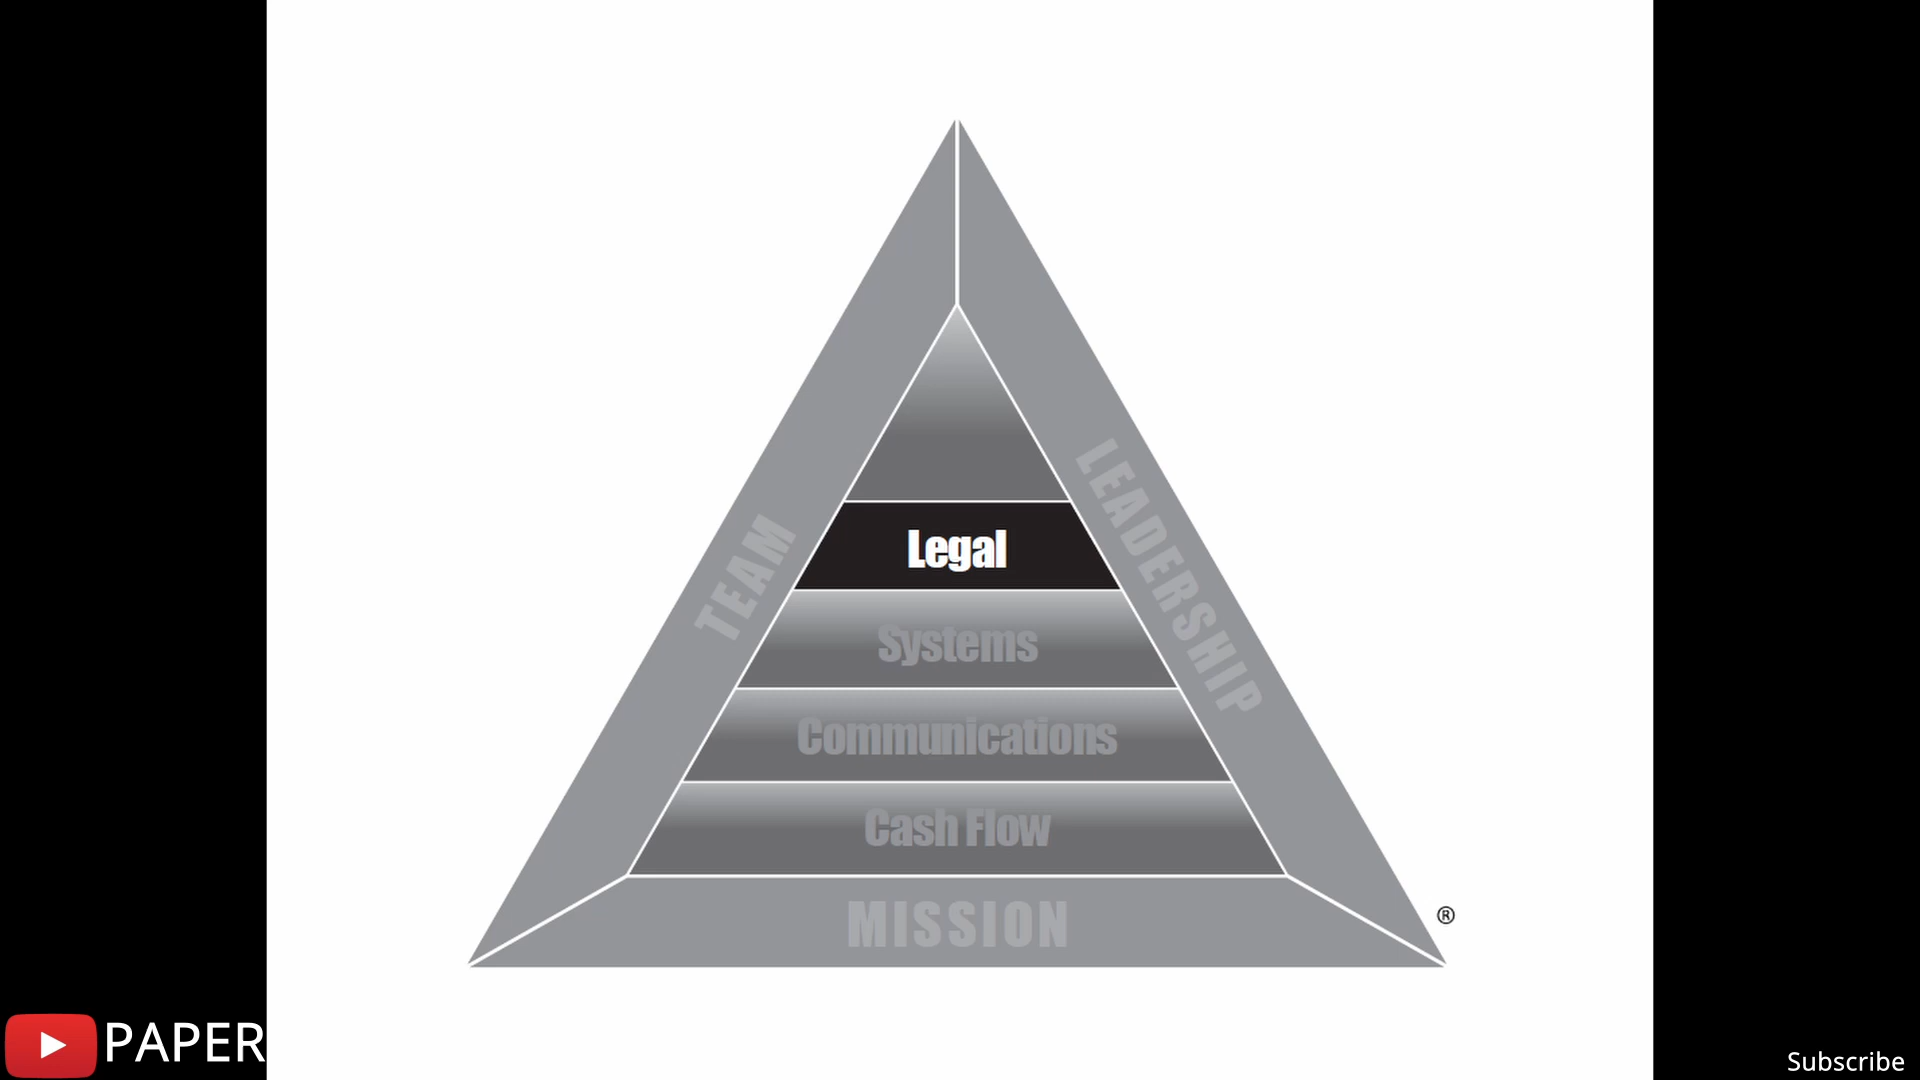 LEADERSHIP
TEAM
Legal
Systems
Communications
Cash Flow
MISSION
®
PAPER
Subscribe